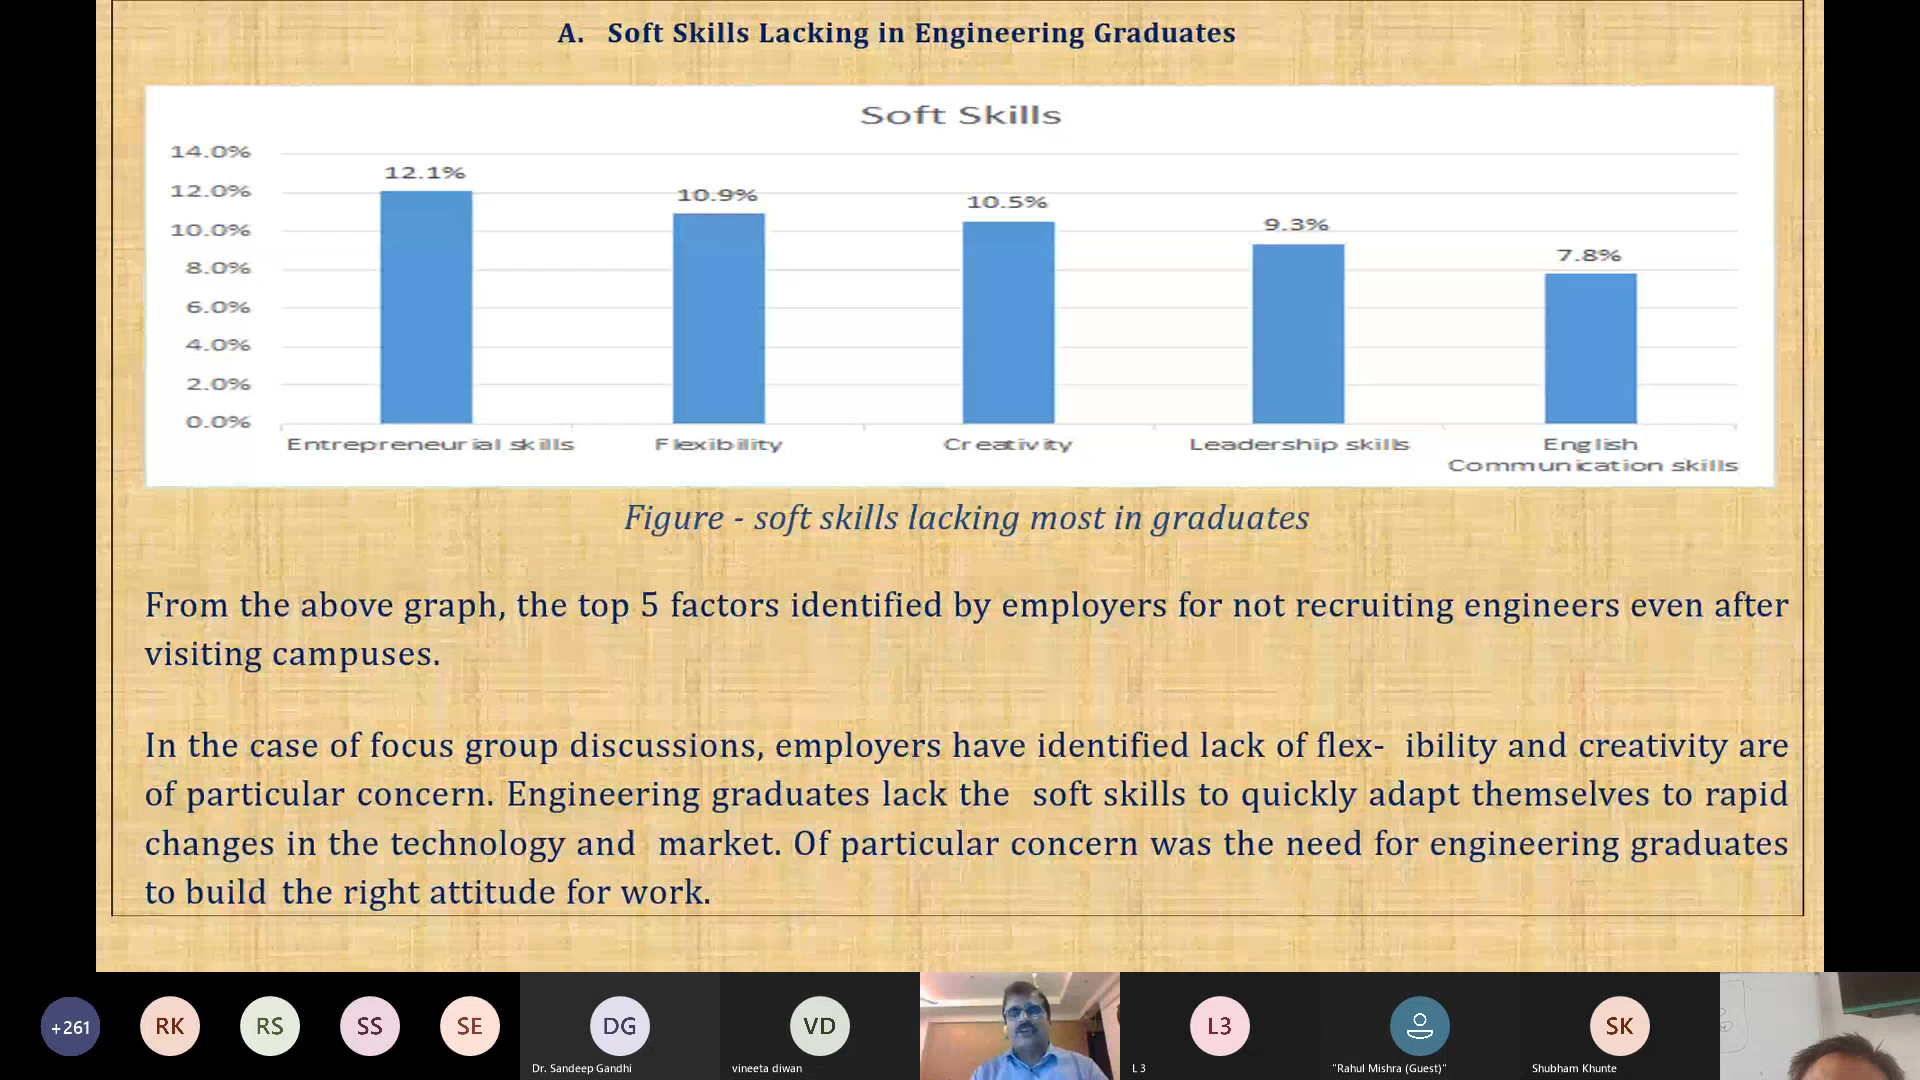 A. Soft Skills Lacking in Engineering Graduates
Soft Skills
14.0%
12.0%
10.0%
8.0%
6.0%
4.0%
2.0%
0.0%
12.1%
10.9%
10.5%
9.3%
7.8%
Entrepreneurial skills
Flexibility
Creativity
Leadership skills
English
Communication skills
Figure - soft skills lacking most in graduates
From the above graph, the top 5 factors identified by employers for not recruiting engineers even after
visiting campuses.
In the case of focus group discussions, employers have identified lack of flex- ibility and creativity are
of particular concern. Engineering graduates lack the soft skills to quickly adapt themselves to rapid
changes in the technology and market. Of particular concern was the need for engineering graduates
to build the right attitude for work.
+261
RK
RS
SS
SE
DG
Dr. Sandeep Gandhi
VD
vineeta diwan
L3
L 3
"Rahul Mishra (Guest)"
SK
Shubham Khunte